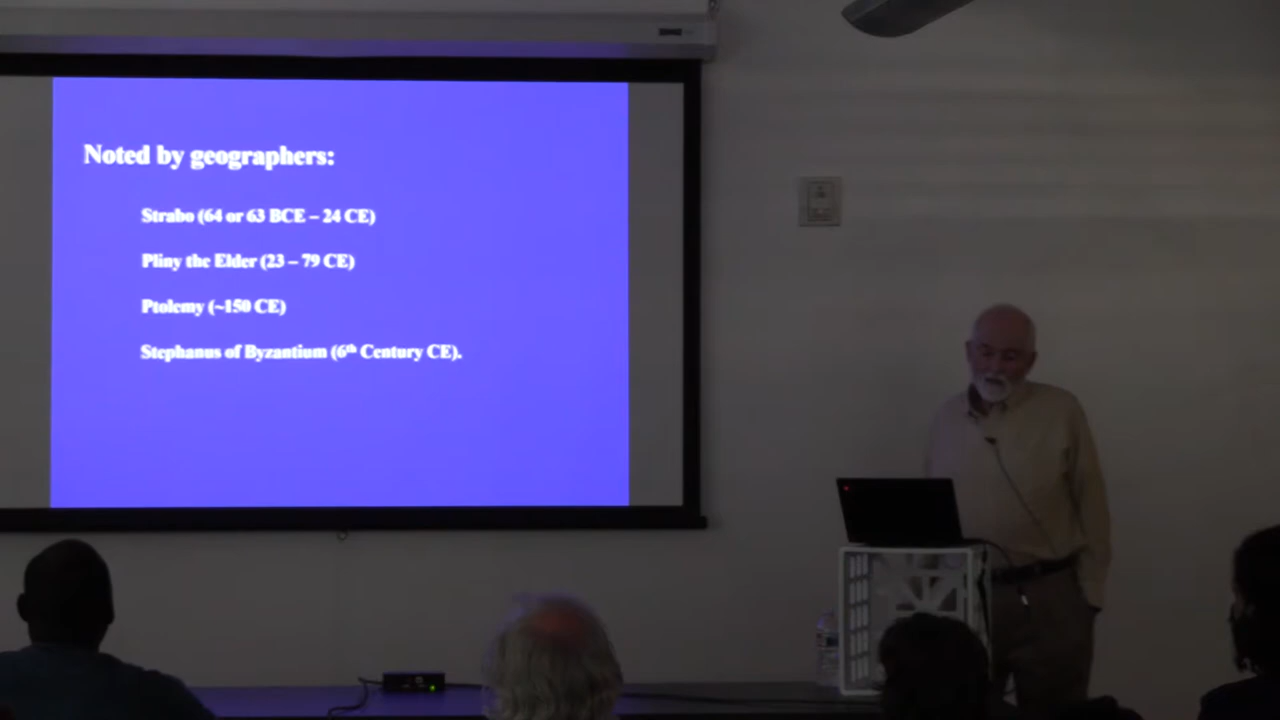 Noted by geographers:
Strabo (64 or 63 BCE – 24 CE)
Pliny the Elder (23 – 79 CE)
Ptolemy (~150 CE)
Stephanus of Byzantium (6th Century CE).